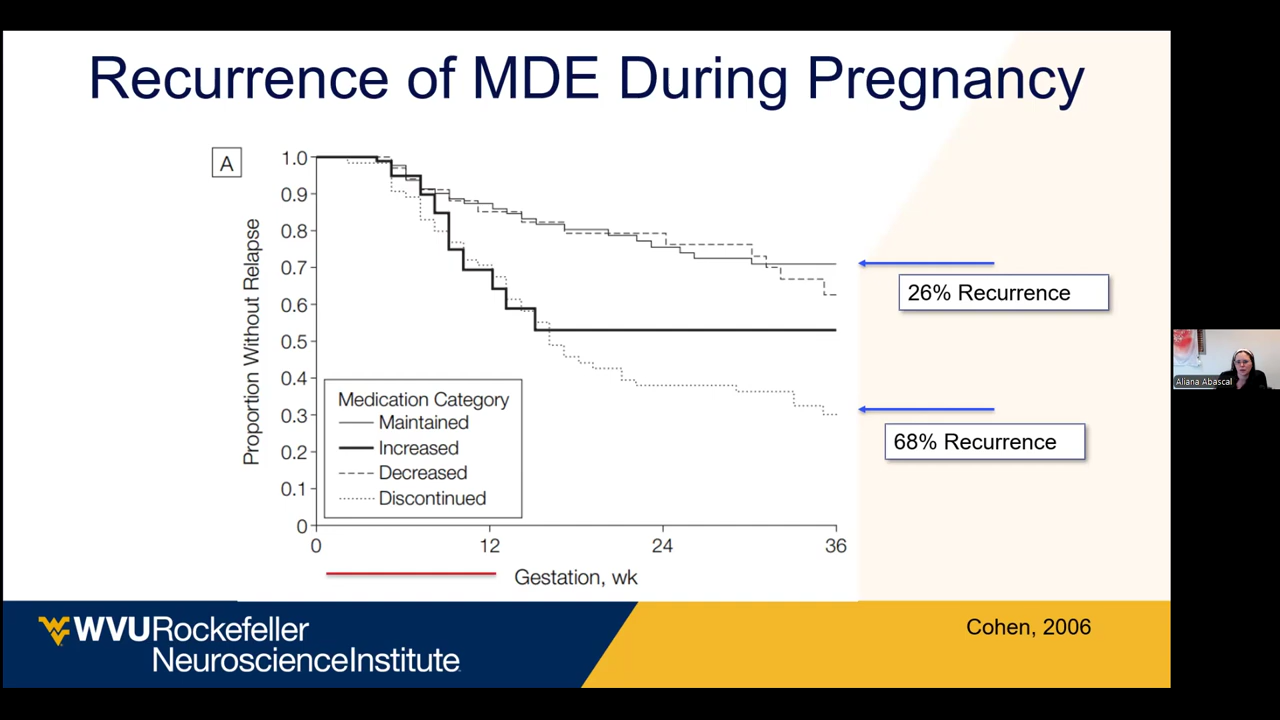 Recurrence of MDE During Pregnancy
A
Proportion Without Relapse
1.0
0.9
0.8
0.7
0.6
0.5
0.4
0.3
0.2
0.1
0
Medication Category
Maintained
Increased
Decreased
Discontinued
0 12 24 36
Gestation, wk
26% Recurrence
68% Recurrence
Aliana Abascal
WVU Rockefeller
NeuroscienceInstitute
Cohen, 2006